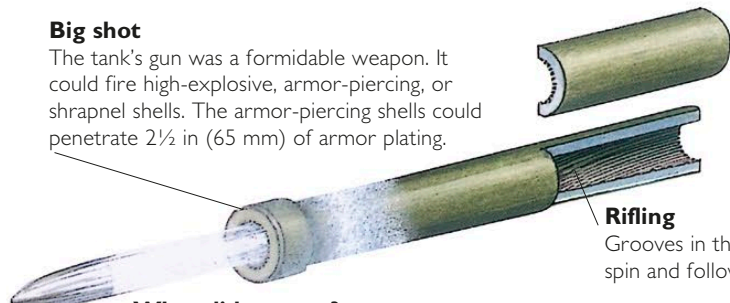 Big shot
The tank's gun was a formidable weapon. It
could fire high-explosive, armor-piercing, or
shrapnel shells. The armor-piercing shells could
penetrate 2½ in (65 mm) of armor plating.
Rifling
Grooves in th
spin and follow